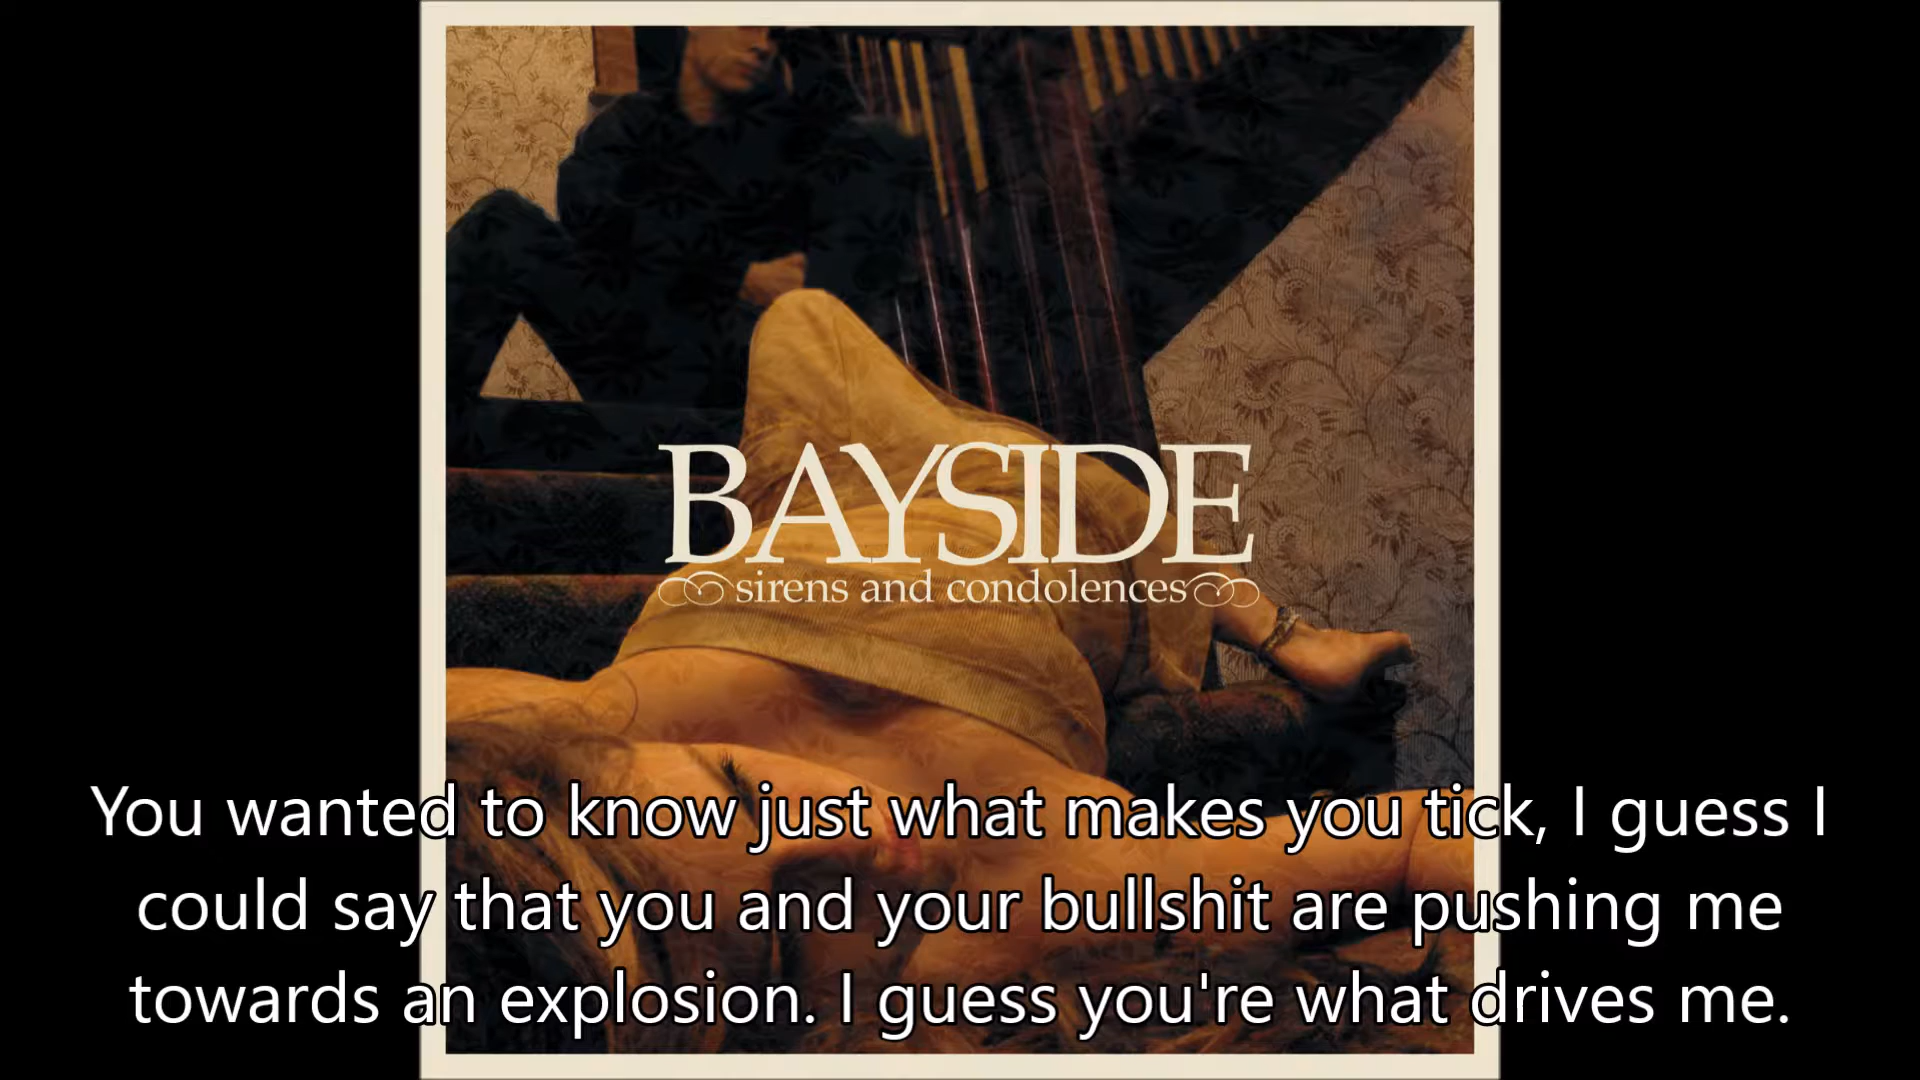 BAYSIDE
sirens and condolences
You wanted to know just what makes you tick, I guess I
could say that you and your bullshit are pushing me
towards an explosion. I guess you're what drives me.